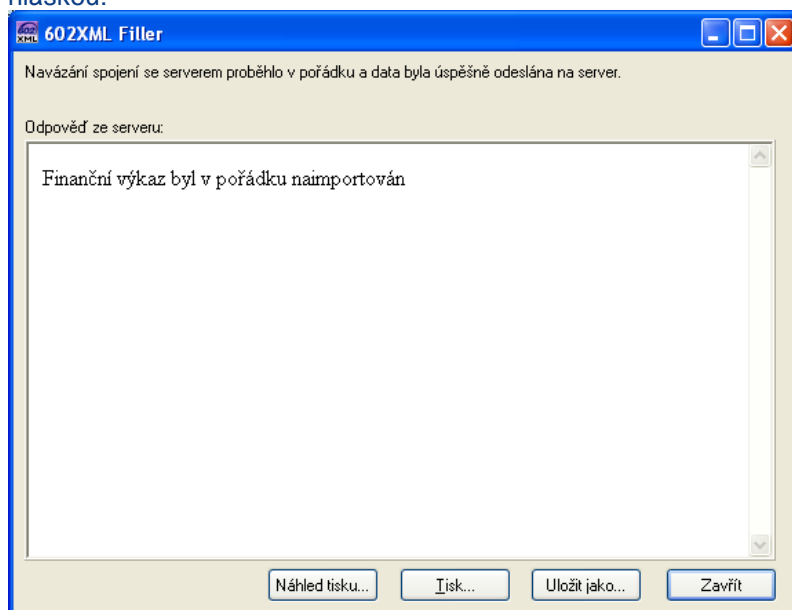 hláškou.
602XML Filler
Navázání spojení se serverem proběhlo v pořádku a data byla úspěšně odeslána na server.
Odpověď ze serveru:
Finanční výkaz byl v pořádku naimportován
Náhled tisku... Tisk... Uložit jako... Zavřít